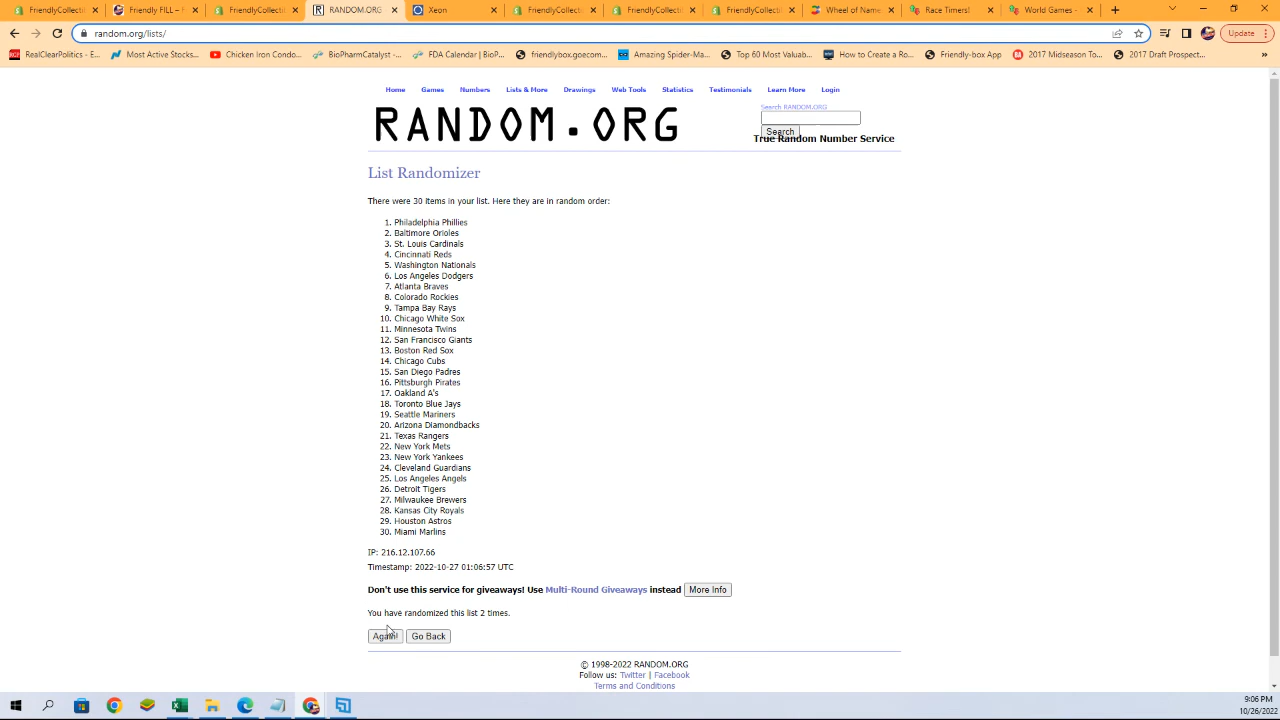 FriendlyCollecti
Friendly FILL –
FriendlyCollecti
RANDOM.ORG
Xeon
FriendlyCollecti
FriendlyCollecti
FriendlyCollecti
Wheel of Name
Race Timers!
World Games -
random.org/lists/
Update
RealClearPolitics - E...
Most Active Stocks...
Chicken Iron Condo...
BioPharmCatalyst -...
FDA Calendar | BioP...
friendlybox.goecom...
Amazing Spider-Ma...
Top 60 Most Valuab...
How to Create a Ro...
Friendly-box App
2017 Midseason To...
2017 Draft Prospect...
Home Games Numbers Lists & More Drawings Web Tools Statistics Testimonials Learn More Login
Search RANDOM.ORG
RANDOM.ORG
Search
True Random Number Service
List Randomizer
There were 30 items in your list. Here they are in random order:
1. Philadelphia Phillies
2. Baltimore Orioles
3. St. Louis Cardinals
4. Cincinnati Reds
5. Washington Nationals
6. Los Angeles Dodgers
7. Atlanta Braves
8. Colorado Rockies
9. Tampa Bay Rays
10. Chicago White Sox
11. Minnesota Twins
12. San Francisco Giants
13. Boston Red Sox
14. Chicago Cubs
15. San Diego Padres
16. Pittsburgh Pirates
17. Oakland A's
18. Toronto Blue Jays
19. Seattle Mariners
20. Arizona Diamondbacks
21. Texas Rangers
22. New York Mets
23. New York Yankees
24. Cleveland Guardians
25. Los Angeles Angels
26. Detroit Tigers
27. Milwaukee Brewers
28. Kansas City Royals
29. Houston Astros
30. Miami Marlins
IP: 216.12.107.66
Timestamp: 2022-10-27 01:06:57 UTC
Don't use this service for giveaways! Use Multi-Round Giveaways instead More Info
You have randomized this list 2 times.
Again! Go Back
© 1998-2022 RANDOM.ORG
Follow us: Twitter | Facebook
Terms and Conditions
9:06 PM
10/26/2022